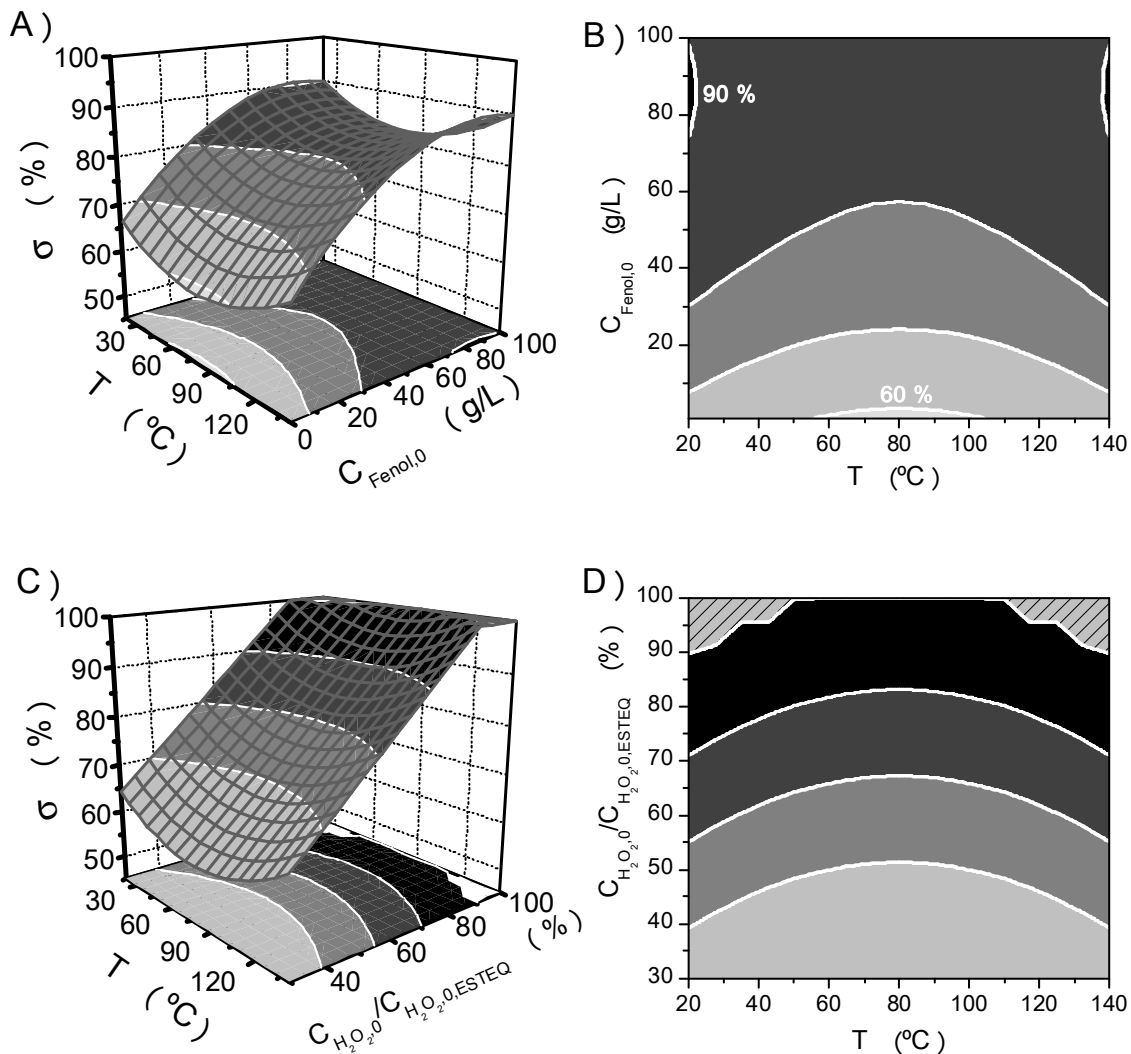 A )
100
90
80
70
60
50
σ ( % )
30
60
90
120
T ( ºC )
0
20
40
60
80
100
C Fenol,0 ( g/L )
B )
100
80
60
40
20
C Fenol,0 (g/L)
90 %
60 %
20 40 60 80 100 120 140
T (ºC )
C )
100
90
80
70
60
50
σ ( % )
30
60
90
120
T ( ºC )
40
60
80
100
C H₂O₂,0/C H₂O₂,0,ESTEQ ( % )
D )
100
90
80
70
60
50
40
30
C H₂O₂,0/C H₂O₂,0,ESTEQ (%)
20 40 60 80 100 120 140
T (ºC )